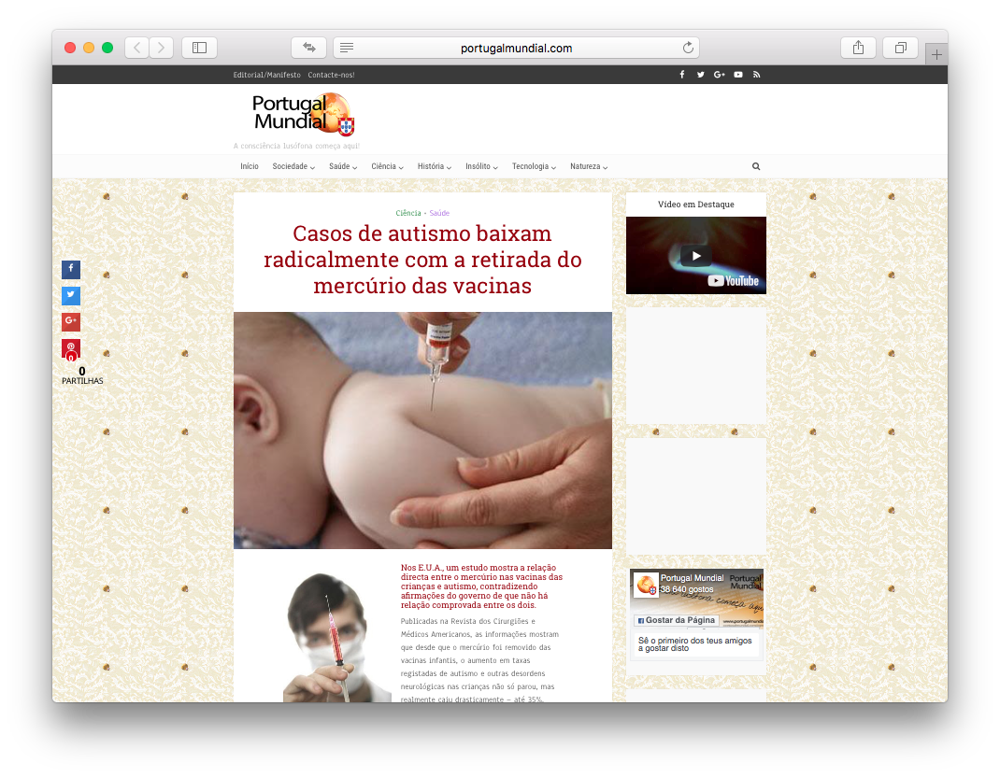 portugalmundial.com
Editorial/Manifesto Contacte-nos!
Portugal
Mundial
A consciência lusófona começa aqui!
Início Sociedade Saúde Ciência História Insólito Tecnologia Natureza
Ciência • Saúde
Casos de autismo baixam
radicalmente com a retirada do
mercúrio das vacinas
0
0
PARTILHAS
Nos E.U.A., um estudo mostra a relação
directa entre o mercúrio nas vacinas das
crianças e autismo, contradizendo
afirmações do governo de que não há
relação comprovada entre os dois.
Publicadas na Revista dos Cirurgiões e
Médicos Americanos, as informações mostram
que desde que o mercúrio foi removido das
vacinas infantis, o aumento em taxas
registadas de autismo e outras desordens
neurológicas nas crianças não só parou, mas
realmente caiu drasticamente – até 35%.
Vídeo em Destaque
YouTube
Portugal Mundial
38 640 gostos
Portugal
Mundial
começa aqui
Gostar da Página
www.portugalmundial
Sê o primeiro dos teus amigos
a gostar disto